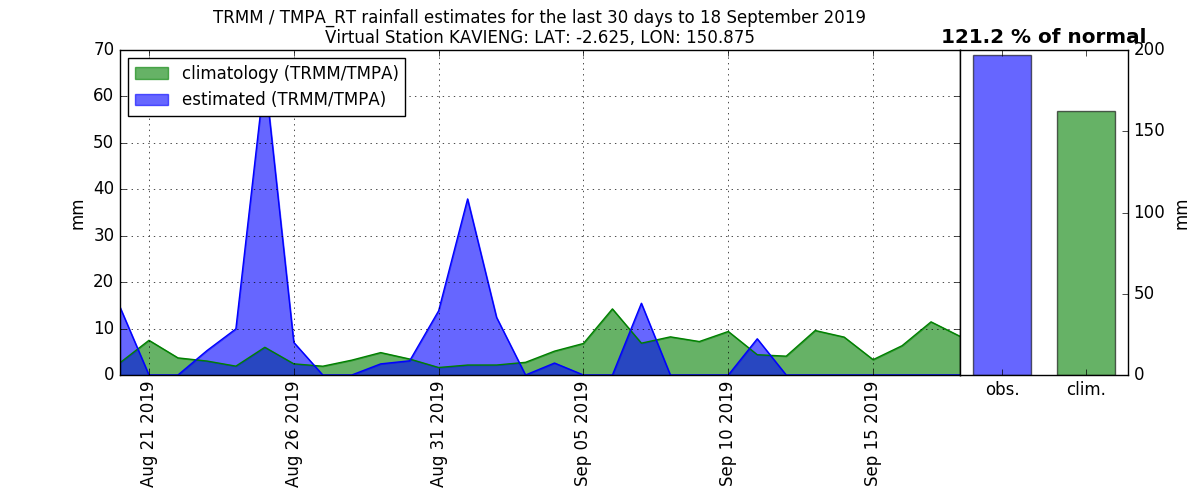 TRMM / TMPA_RT rainfall estimates for the last 30 days to 18 September 2019
Virtual Station KAVIENG: LAT: -2.625, LON: 150.875
121.2 % of normal
climatology (TRMM/TMPA)
estimated (TRMM/TMPA)
70
60
50
40
30
20
10
0
mm
Aug 21 2019
Aug 26 2019
Aug 31 2019
Sep 05 2019
Sep 10 2019
Sep 15 2019
obs.
clim.
200
150
100
50
0
mm